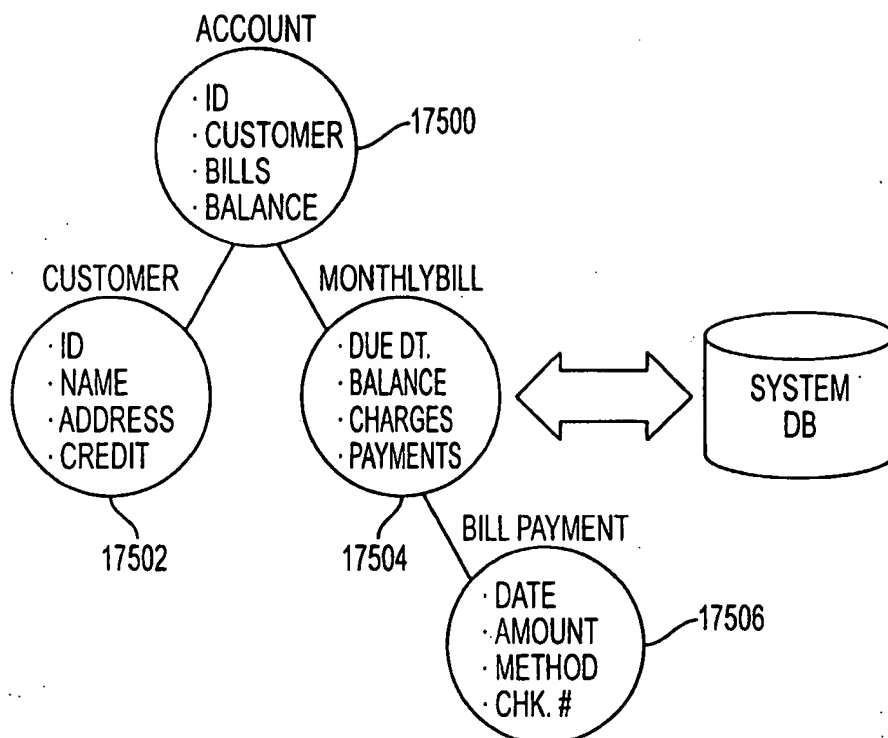 ACCOUNT
· ID
· CUSTOMER
· BILLS
· BALANCE
17500
CUSTOMER
· ID
· NAME
· ADDRESS
· CREDIT
17502
MONTHLYBILL
· DUE DT.
· BALANCE
· CHARGES
· PAYMENTS
17504
SYSTEM
DB
BILL PAYMENT
· DATE
· AMOUNT
· METHOD
· CHK. #
17506